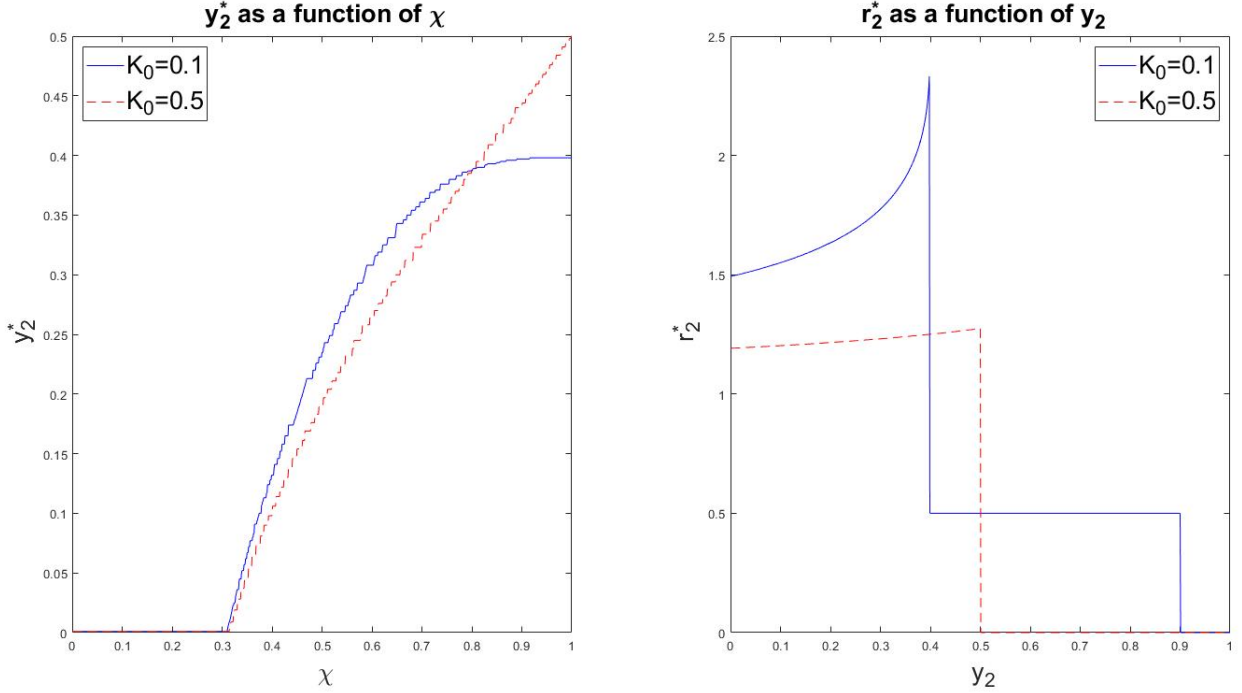 y₂* as a function of χ
K₀=0.1
K₀=0.5
0.5
0.45
0.4
0.35
0.3
0.25
0.2
0.15
0.1
0.05
0
y₂*
0 0.1 0.2 0.3 0.4 0.5 0.6 0.7 0.8 0.9 1
χ
r₂* as a function of y₂
K₀=0.1
K₀=0.5
2.5
2
1.5
1
0.5
0
r₂*
0 0.1 0.2 0.3 0.4 0.5 0.6 0.7 0.8 0.9 1
y₂